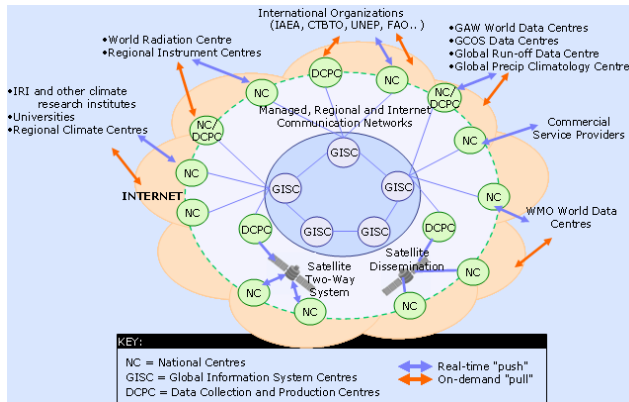 International Organizations
(IAEA, CTBTO, UNEP, FAO.. )
•World Radiation Centre
•Regional Instrument Centres
•GAW World Data Centres
•GCOS Data Centres
•Global Run-off Data Centre
•Global Precip Climatology Centre
•IRI and other climate
research institutes
•Universities
•Regional Climate Centres
Commercial
Service Providers
WMO World Data
Centres
INTERNET
NC
DCPC
NC
NC/
DCPC
NC/
DCPC
NC
NC
NC
NC
Managed, Regional and Internet
Communication Networks
GISC
GISC
GISC
GISC
GISC
DCPC
DCPC
Satellite
Two-Way
System
Satellite
Dissemination
NC
NC
NC
NC
KEY:
NC = National Centres
GISC = Global Information System Centres
DCPC = Data Collection and Production Centres
Real-time "push"
On-demand "pull"